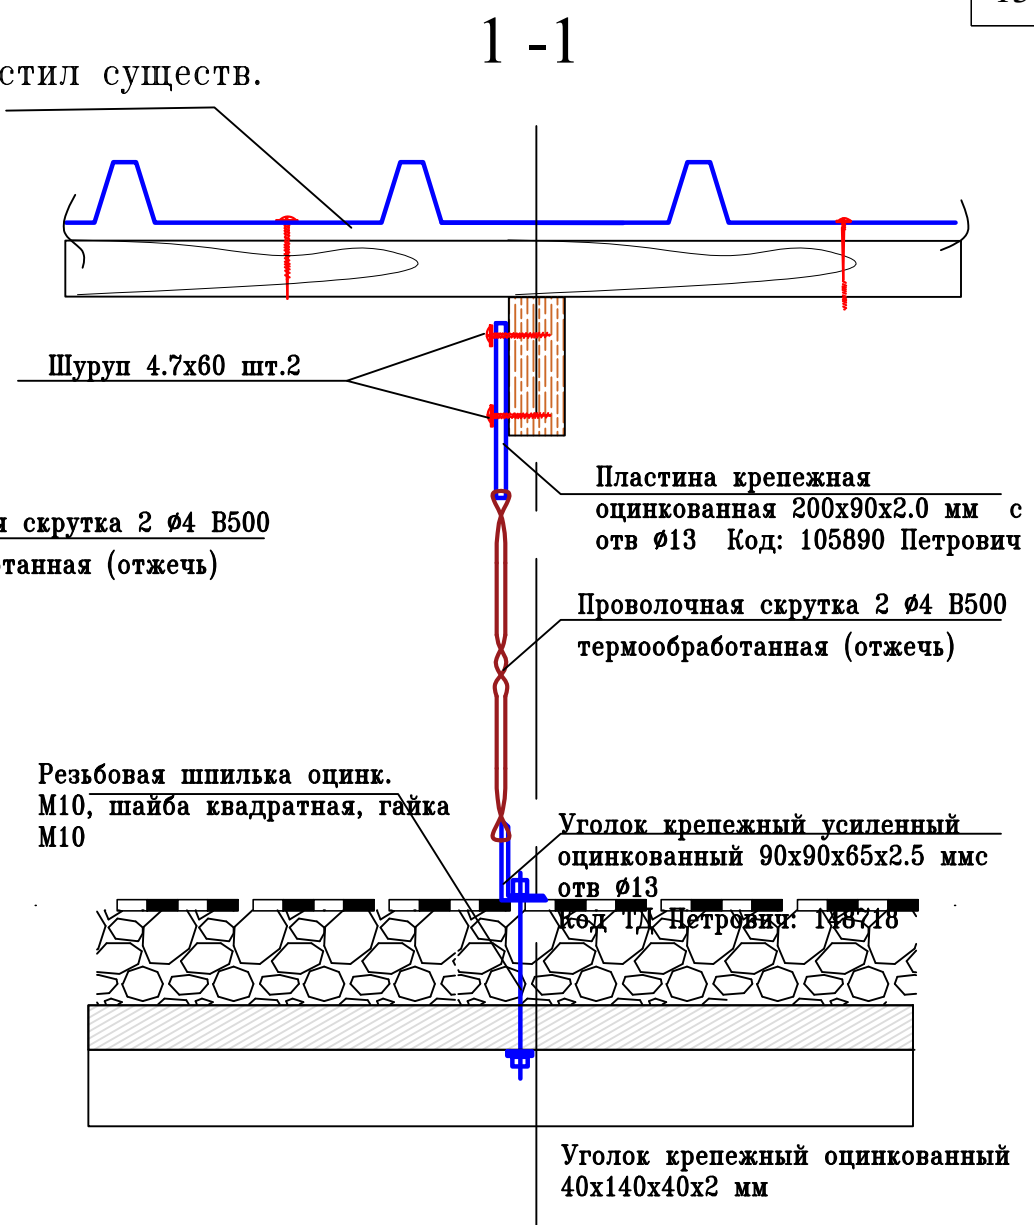 1 -1
стил существ.
Шуруп 4.7х60 шт.2
Пластина крепежная
оцинкованная 200х90х2.0 мм с
отв Ø13 Код: 105890 Петрович
я скрутка 2 Ø4 В500
танная (отжечь)
Проволочная скрутка 2 Ø4 В500
термообработанная (отжечь)
Резьбовая шпилька оцинк.
М10, шайба квадратная, гайка
М10
Уголок крепежный усиленный
оцинкованный 90х90х65х2.5 ммс
отв Ø13
Код ТД Петрович: 148718
Уголок крепежный оцинкованный
40х140х40х2 мм